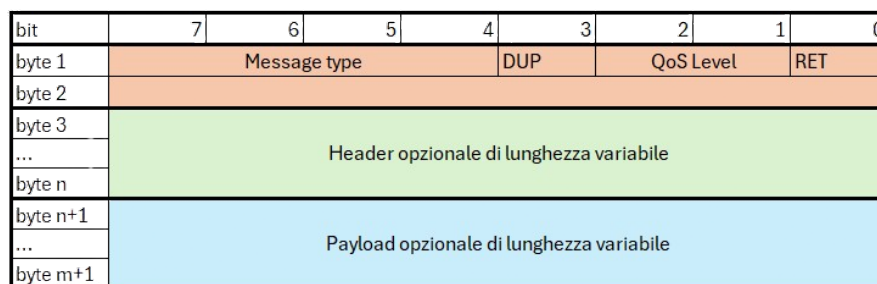 bit 7 6 5 4 3 2 1 0
byte 1 Message type DUP QoS Level RET
byte 2
byte 3
... Header opzionale di lunghezza variabile
byte n
byte n+1
... Payload opzionale di lunghezza variabile
byte m+1